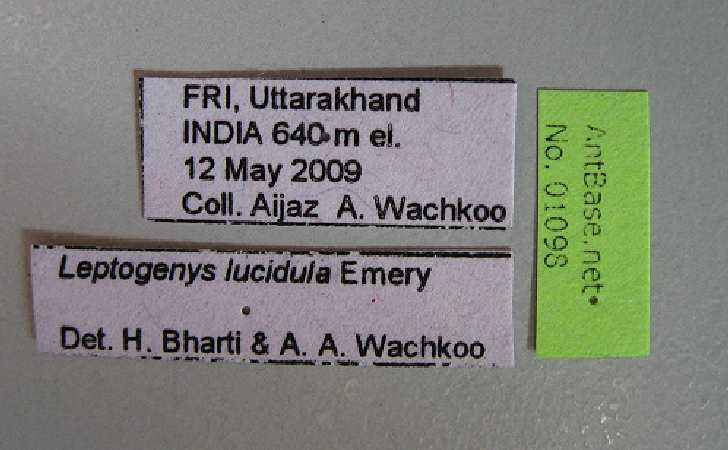 FRI, Uttarakhand
INDIA 640 m el.
12 May 2009
Coll. Aijaz A. Wachkoo
Leptogenys lucidula Emery
Det. H. Bharti & A. A. Wachkoo
AntBase.net
No. 01098